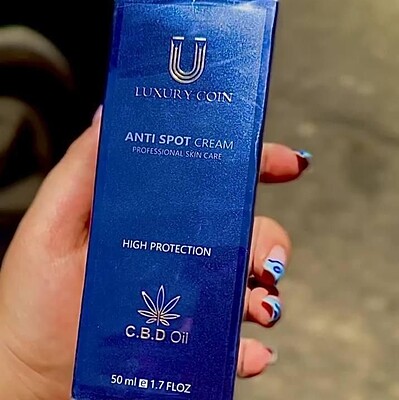 LUXURY COIN
ANTI SPOT CREAM
PROFESSIONAL SKIN CARE
HIGH PROTECTION
C.B.D Oil
50 ml e 1.7 FLOZ